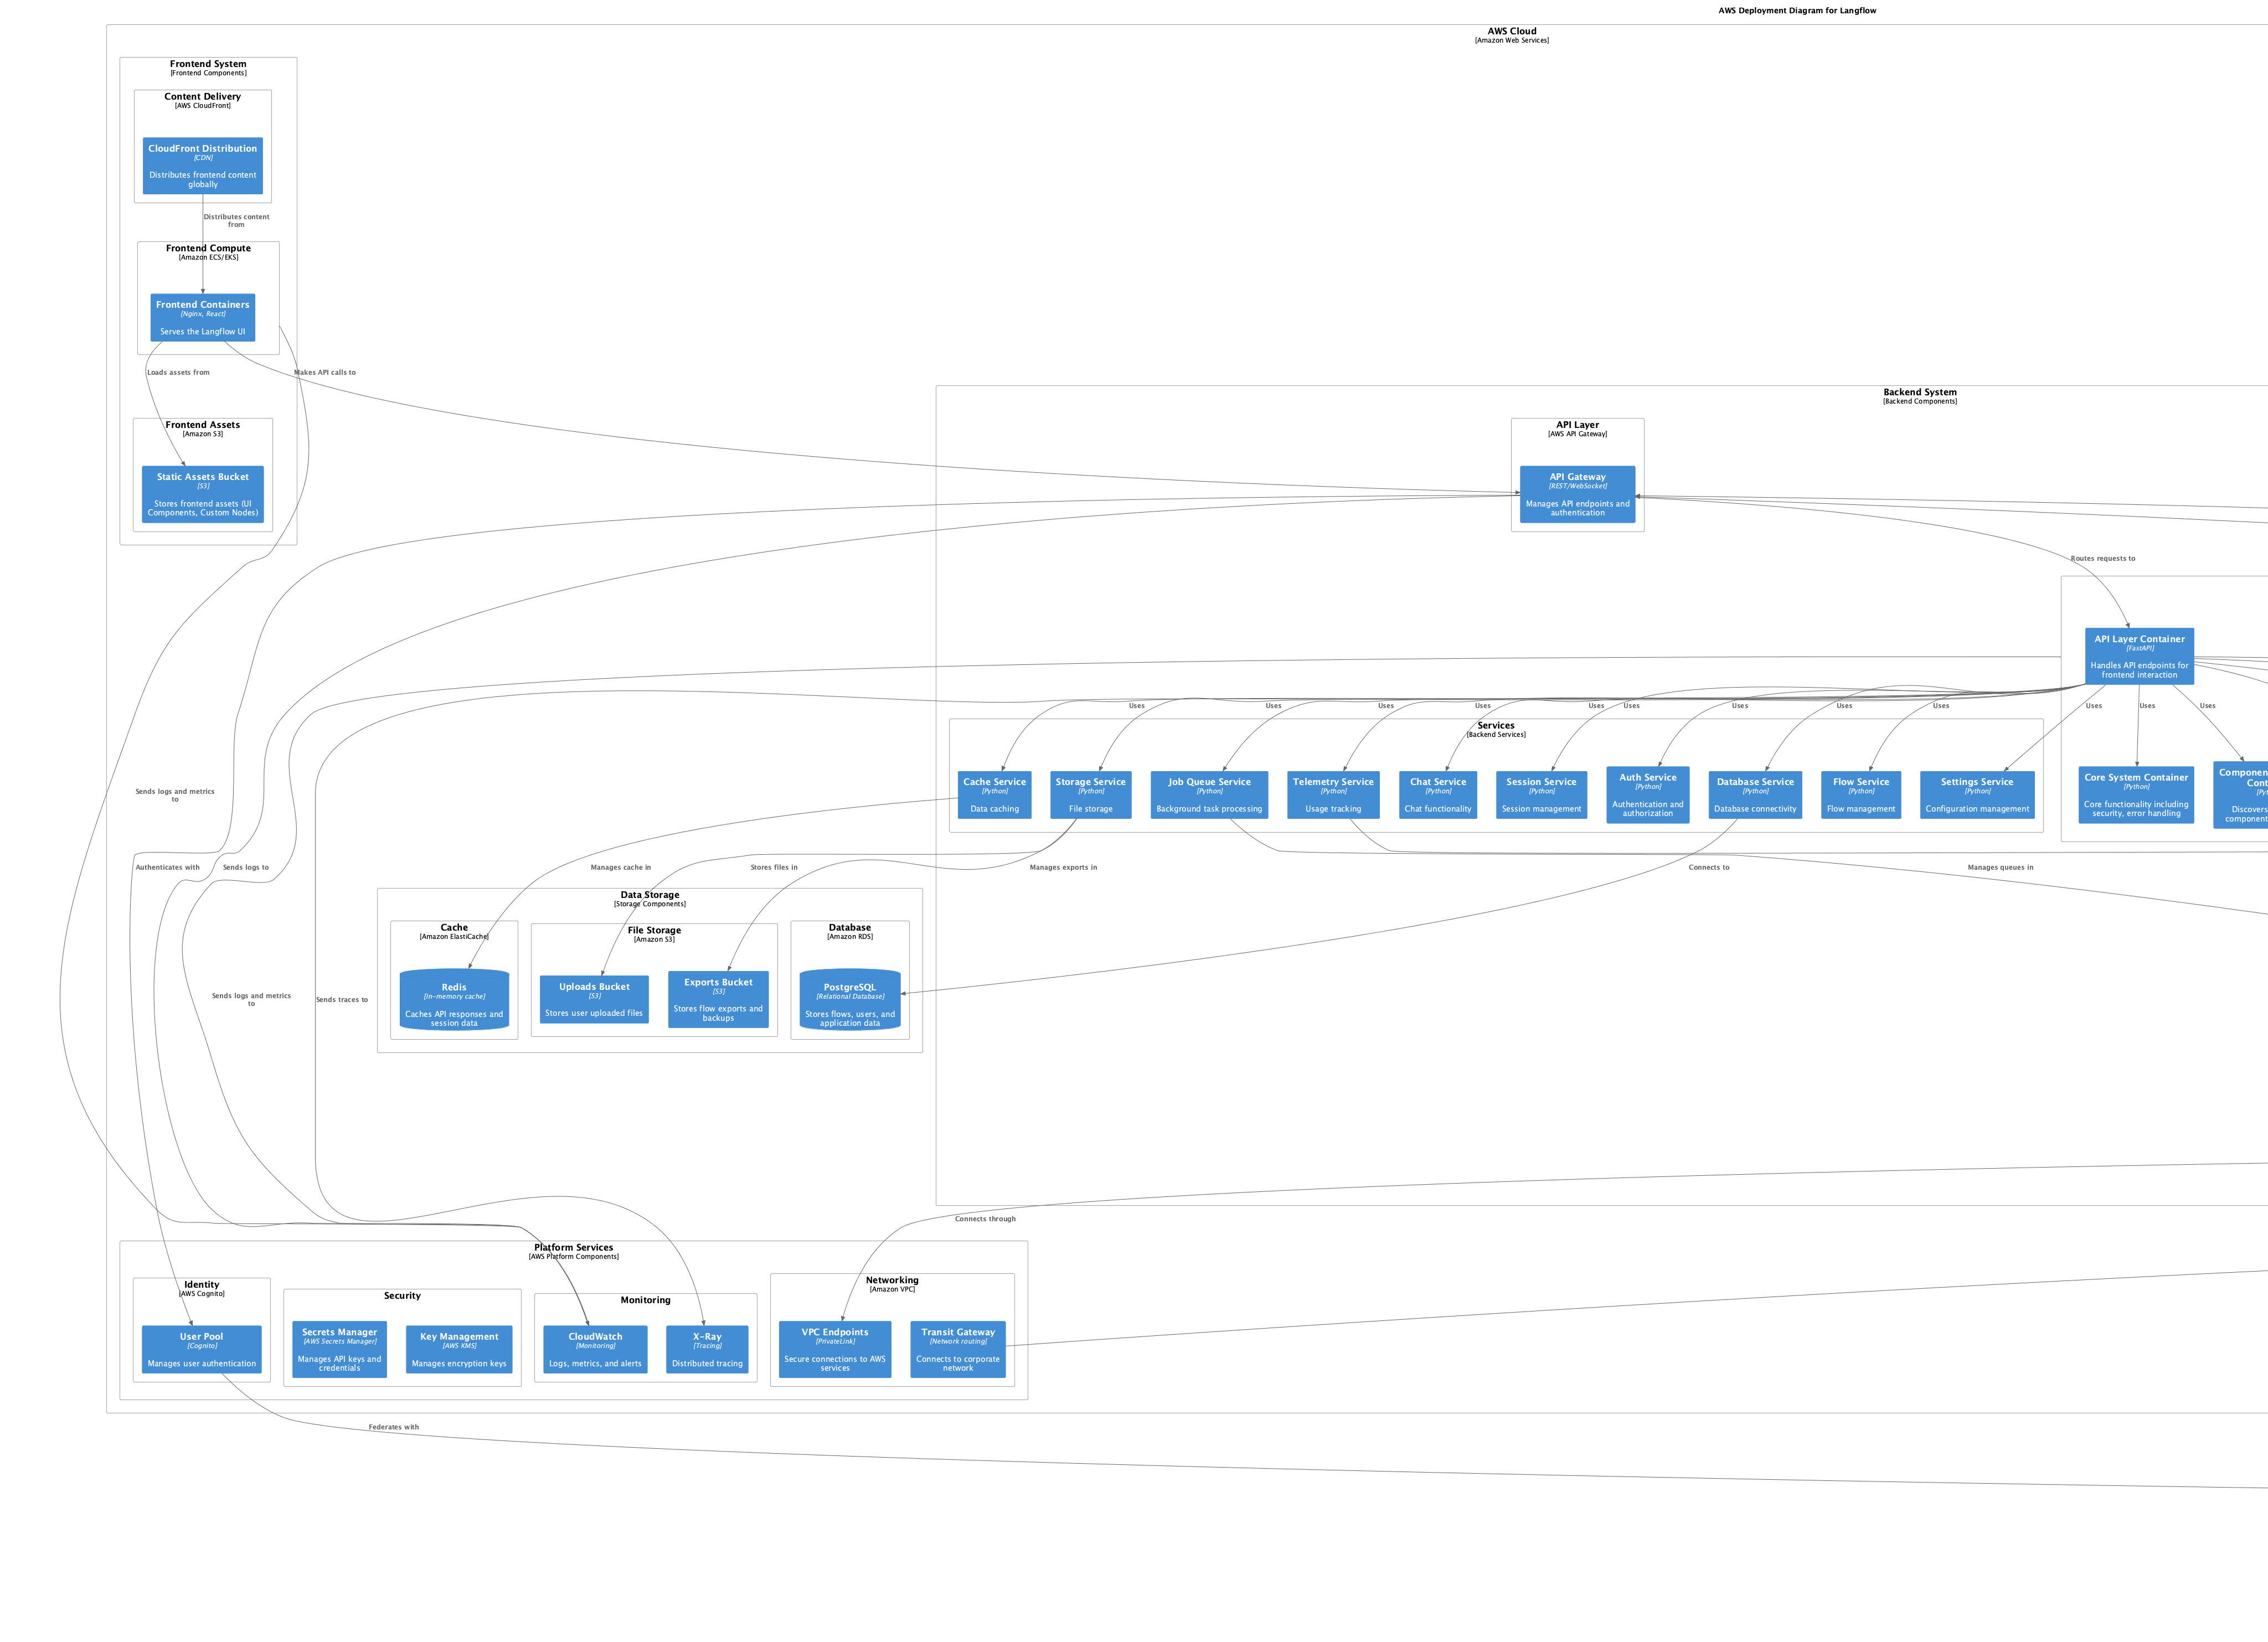 AWS Deployment Diagram for Langflow
AWS Cloud
[Amazon Web Services]
Frontend System
[Frontend Components]
Content Delivery
[AWS CloudFront]
CloudFront Distribution
[CDN]
Distributes frontend content
globally
Distributes content
from
Frontend Compute
[Amazon ECS/EKS]
Frontend Containers
[Nginx, React]
Serves the Langflow UI
Loads assets from
Makes API calls to
Frontend Assets
[Amazon S3]
Static Assets Bucket
[S3]
Stores frontend assets (UI
Components, Custom Nodes)
Backend System
[Backend Components]
API Layer
[AWS API Gateway]
API Gateway
[REST/WebSocket]
Manages API endpoints and
authentication
Routes requests to
API Layer Container
[FastAPI]
Handles API endpoints for
frontend interaction
Uses
Uses
Uses
Uses
Uses
Uses
Uses
Uses
Uses
Uses
Uses
Uses
Services
[Backend Services]
Cache Service
[Python]
Data caching
Storage Service
[Python]
File storage
Job Queue Service
[Python]
Background task processing
Telemetry Service
[Python]
Usage tracking
Chat Service
[Python]
Chat functionality
Session Service
[Python]
Session management
Auth Service
[Python]
Authentication and
authorization
Database Service
[Python]
Database connectivity
Flow Service
[Python]
Flow management
Settings Service
[Python]
Configuration management
Core System Container
[Python]
Core functionality including
security, error handling
Component
Cont
[Pyt
Discovers
component
Sends logs and metrics
to
Authenticates with
Sends logs to
Manages cache in
Stores files in
Manages exports in
Connects to
Manages queues in
Data Storage
[Storage Components]
Cache
[Amazon ElastiCache]
Redis
[In-memory cache]
Caches API responses and
session data
File Storage
[Amazon S3]
Uploads Bucket
[S3]
Stores user uploaded files
Exports Bucket
[S3]
Stores flow exports and
backups
Database
[Amazon RDS]
PostgreSQL
[Relational Database]
Stores flows, users, and
application data
Sends logs and metrics
to
Sends traces to
Connects through
Platform Services
[AWS Platform Components]
Identity
[AWS Cognito]
User Pool
[Cognito]
Manages user authentication
Security
Secrets Manager
[AWS Secrets Manager]
Manages API keys and
credentials
Key Management
[AWS KMS]
Manages encryption keys
Monitoring
CloudWatch
[Monitoring]
Logs, metrics, and alerts
X-Ray
[Tracing]
Distributed tracing
Networking
[Amazon VPC]
VPC Endpoints
[PrivateLink]
Secure connections to AWS
services
Transit Gateway
[Network routing]
Connects to corporate
network
Federates with